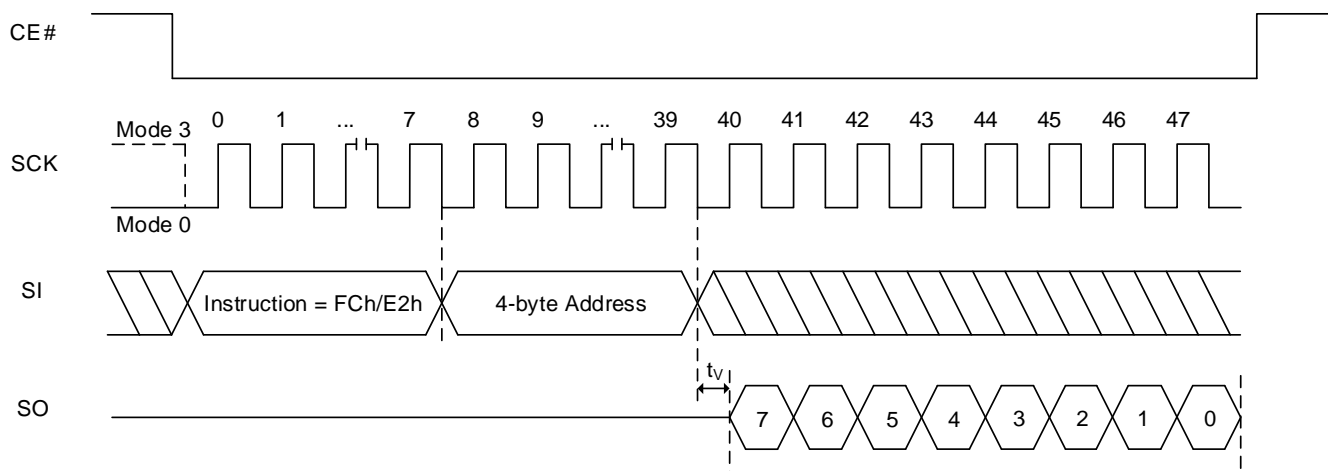 CE#
0 1 ... 7 8 9 ... 39 40 41 42 43 44 45 46 47
Mode 3
SCK
Mode 0
SI
Instruction = FCh/E2h
4-byte Address
tV
SO
7 6 5 4 3 2 1 0